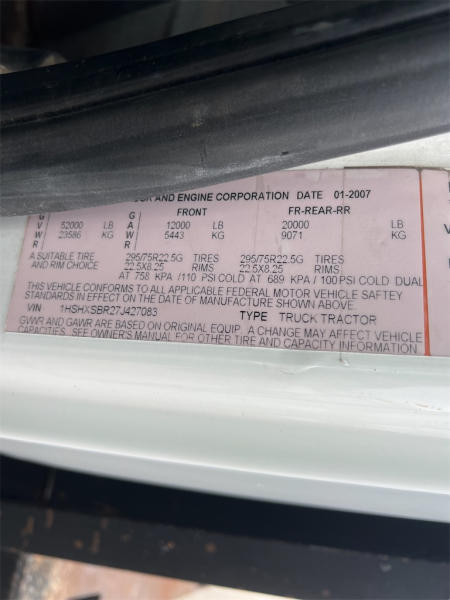 AND ENGINE CORPORATION DATE 01-2007
FRONT FR-REAR-RR
G V W R 52000 LB 23586 KG G A W R 12000 LB 5443 KG 20000 LB 9071 KG
A SUITABLE TIRE 295/75R22.5G TIRES 295/75R22.5G TIRES
AND RIM CHOICE 22.5X8.25 RIMS 22.5X8.25 RIMS
AT 758 KPA /110 PSI COLD AT 689 KPA / 100 PSI COLD DUAL
THIS VEHICLE CONFORMS TO ALL APPLICABLE FEDERAL MOTOR VEHICLE SAFTEY
STANDARDS IN EFFECT ON THE DATE OF MANUFACTURE SHOWN ABOVE.
VIN 1HSHXSBR27J427083 TYPE TRUCK TRACTOR
GVWR AND GAWR ARE BASED ON ORIGINAL EQUIP. A CHANGE MAY AFFECT VEHICLE
CAPACITIES. SEE OWNER'S MANUAL FOR OTHER TIRE AND CAPACITY INFORMATION